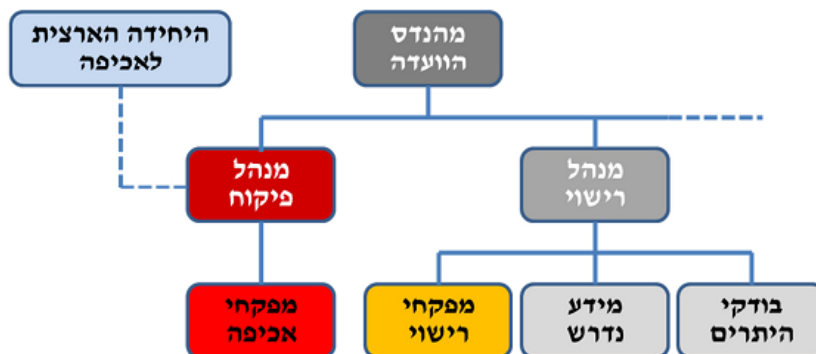 היחידה הארצית
לאכיפה
מהנדס
הוועדה
מנהל
רישוי
מנהל
פיקוח
בודקי
היתרים
מידע
נדרש
מפקחי
רישוי
מפקחי
אכיפה